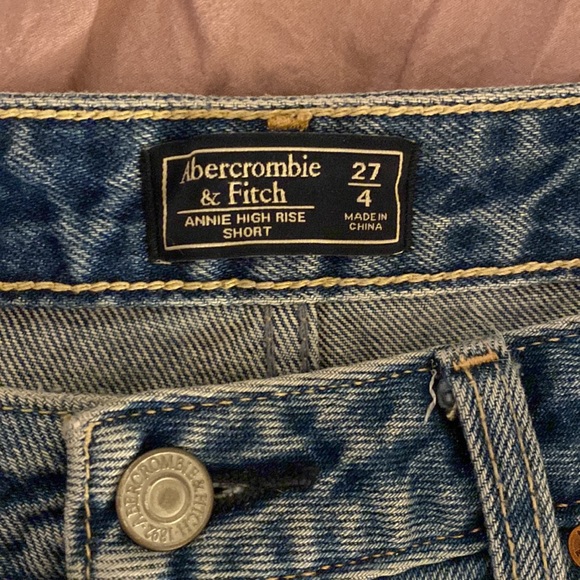 Abercrombie
& Fitch
ANNIE HIGH RISE
SHORT
27
4
MADE IN
CHINA
ABERCROMBIE & FITCH 1892